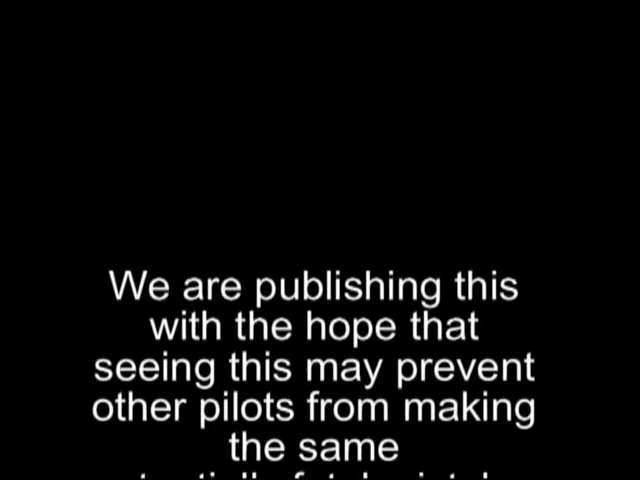 We are publishing this
with the hope that
seeing this may prevent
other pilots from making
the same